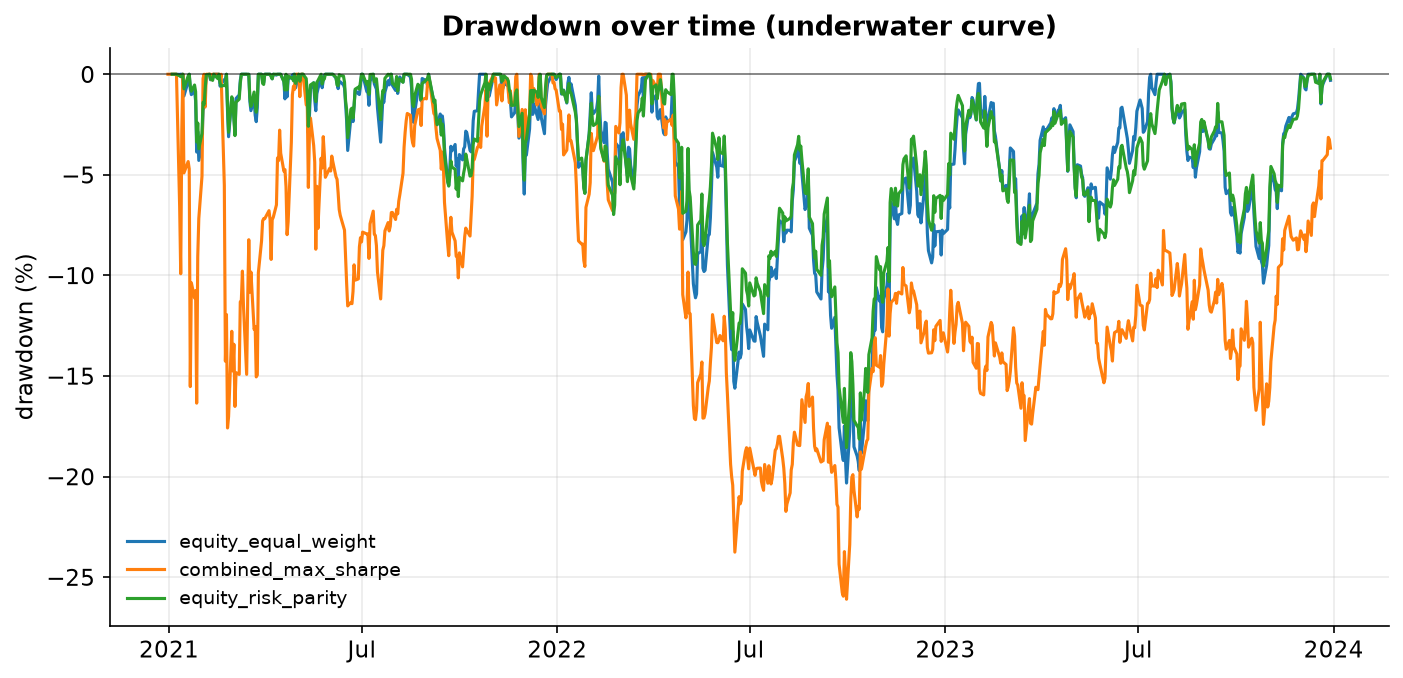 Drawdown over time (underwater curve)
drawdown (%)
0
−5
−10
−15
−20
−25
equity_equal_weight
combined_max_sharpe
equity_risk_parity
2021
Jul
2022
Jul
2023
Jul
2024